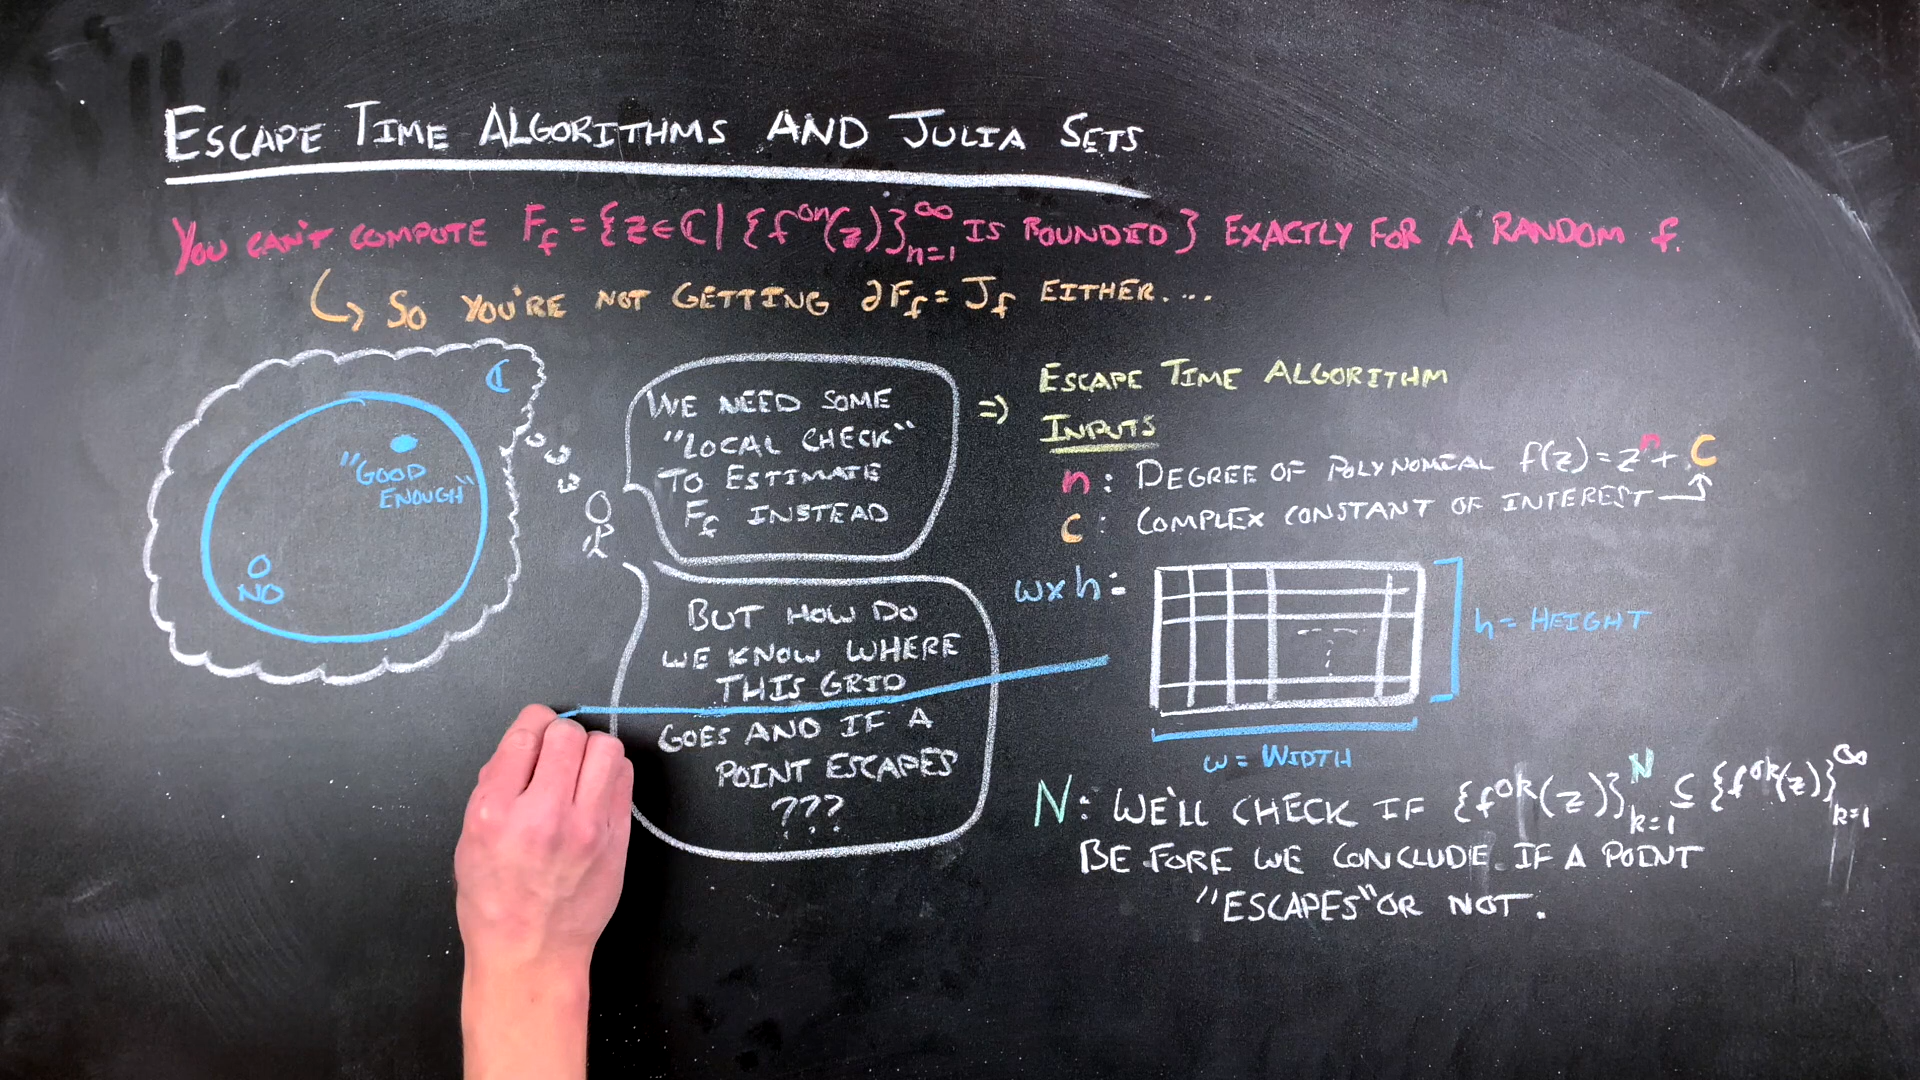 ESCAPE TIME ALGORITHMS AND JULIA SETS
YOU CAN'T COMPUTE F_f = {z ∈ ℂ | {f^{on}(z)}_{n=1}^∞ IS BOUNDED} EXACTLY FOR A RANDOM f.
↳ SO YOU'RE NOT GETTING ∂F_f = J_f EITHER....
ℂ
"GOOD
ENOUGH"
NO
WE NEED SOME
"LOCAL CHECK"
TO ESTIMATE
F_f INSTEAD
BUT HOW DO
WE KNOW WHERE
THIS GRID
GOES AND IF A
POINT ESCAPES
???
⇒ ESCAPE TIME ALGORITHM
INPUTS
n: DEGREE OF POLYNOMIAL f(z) = z^n + C
C: COMPLEX CONSTANT OF INTEREST
w x h =
h = HEIGHT
w = WIDTH
N: WE'LL CHECK IF {f^{ok}(z)}_{k=1}^N ⊆ {f^{ok}(z)}_{k=1}^∞
BEFORE WE CONCLUDE IF A POINT
"ESCAPES" OR NOT.